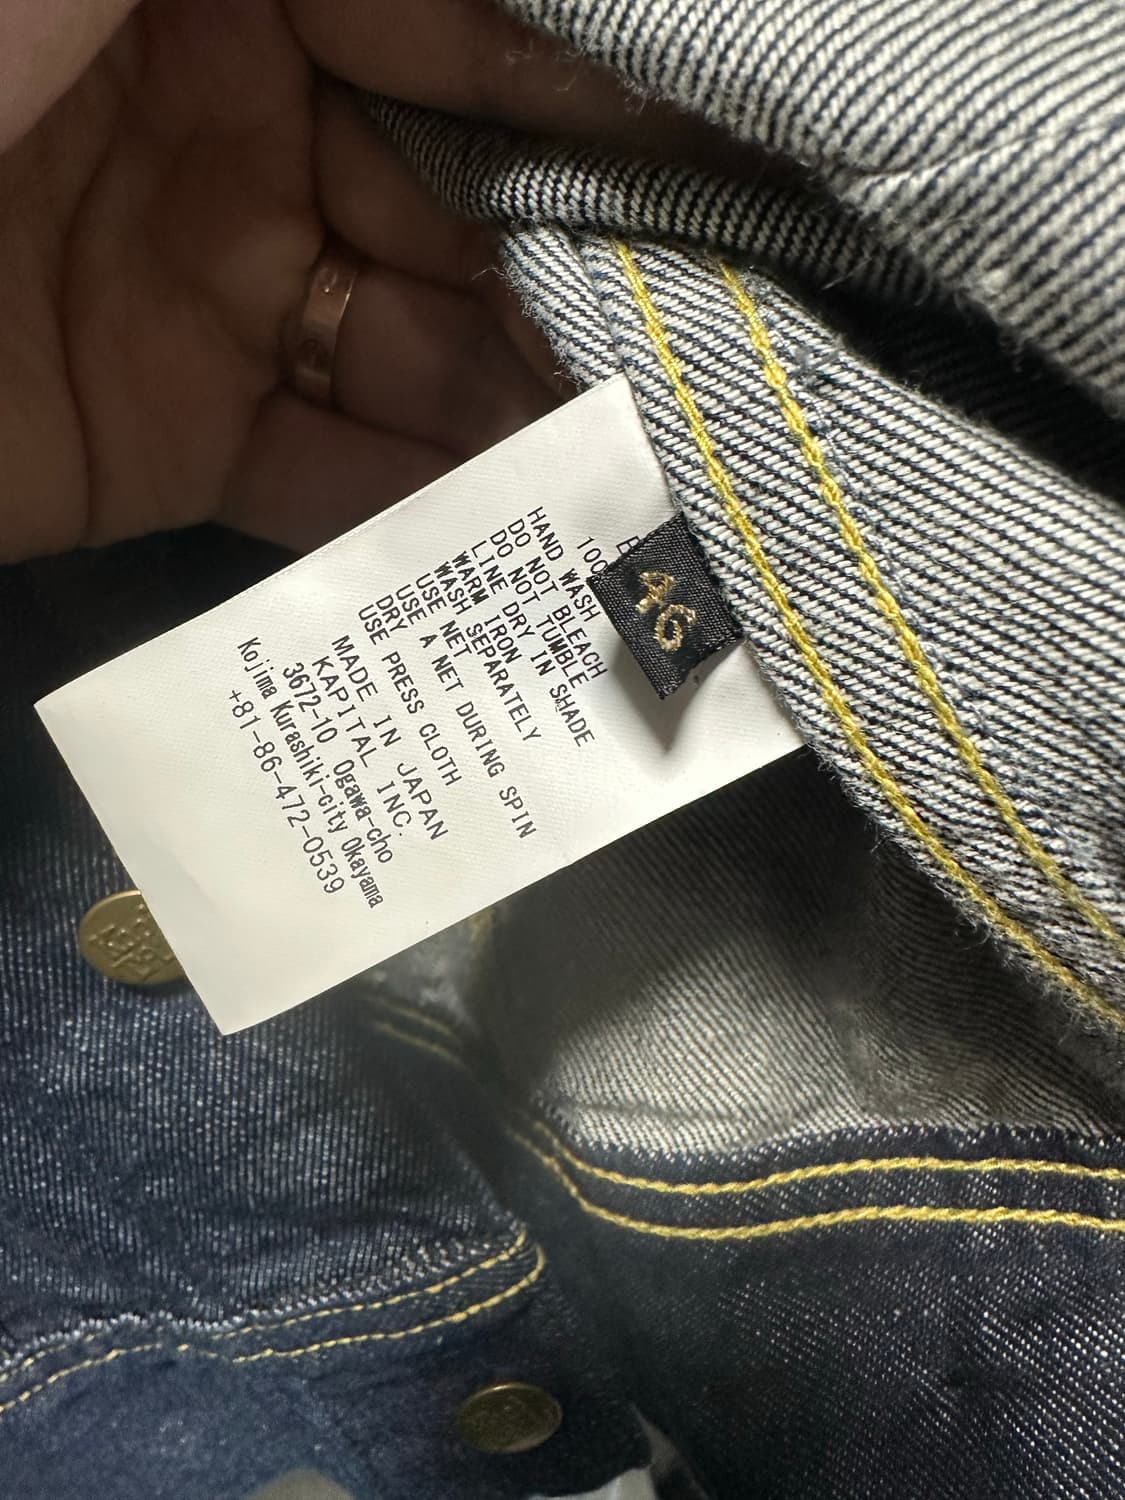 46
100
HAND WASH
DO NOT BLEACH
DO NOT TUMBLE
LINE DRY IN SHADE
WARM IRON
WASH SEPARATELY
USE NET
USE A NET DURING SPIN
DRY
USE PRESS CLOTH
MADE IN JAPAN
KAPITAL INC.
3672-10 Ogawa-cho
Kojima Kurashiki-city Okayama
+81-86-472-0539